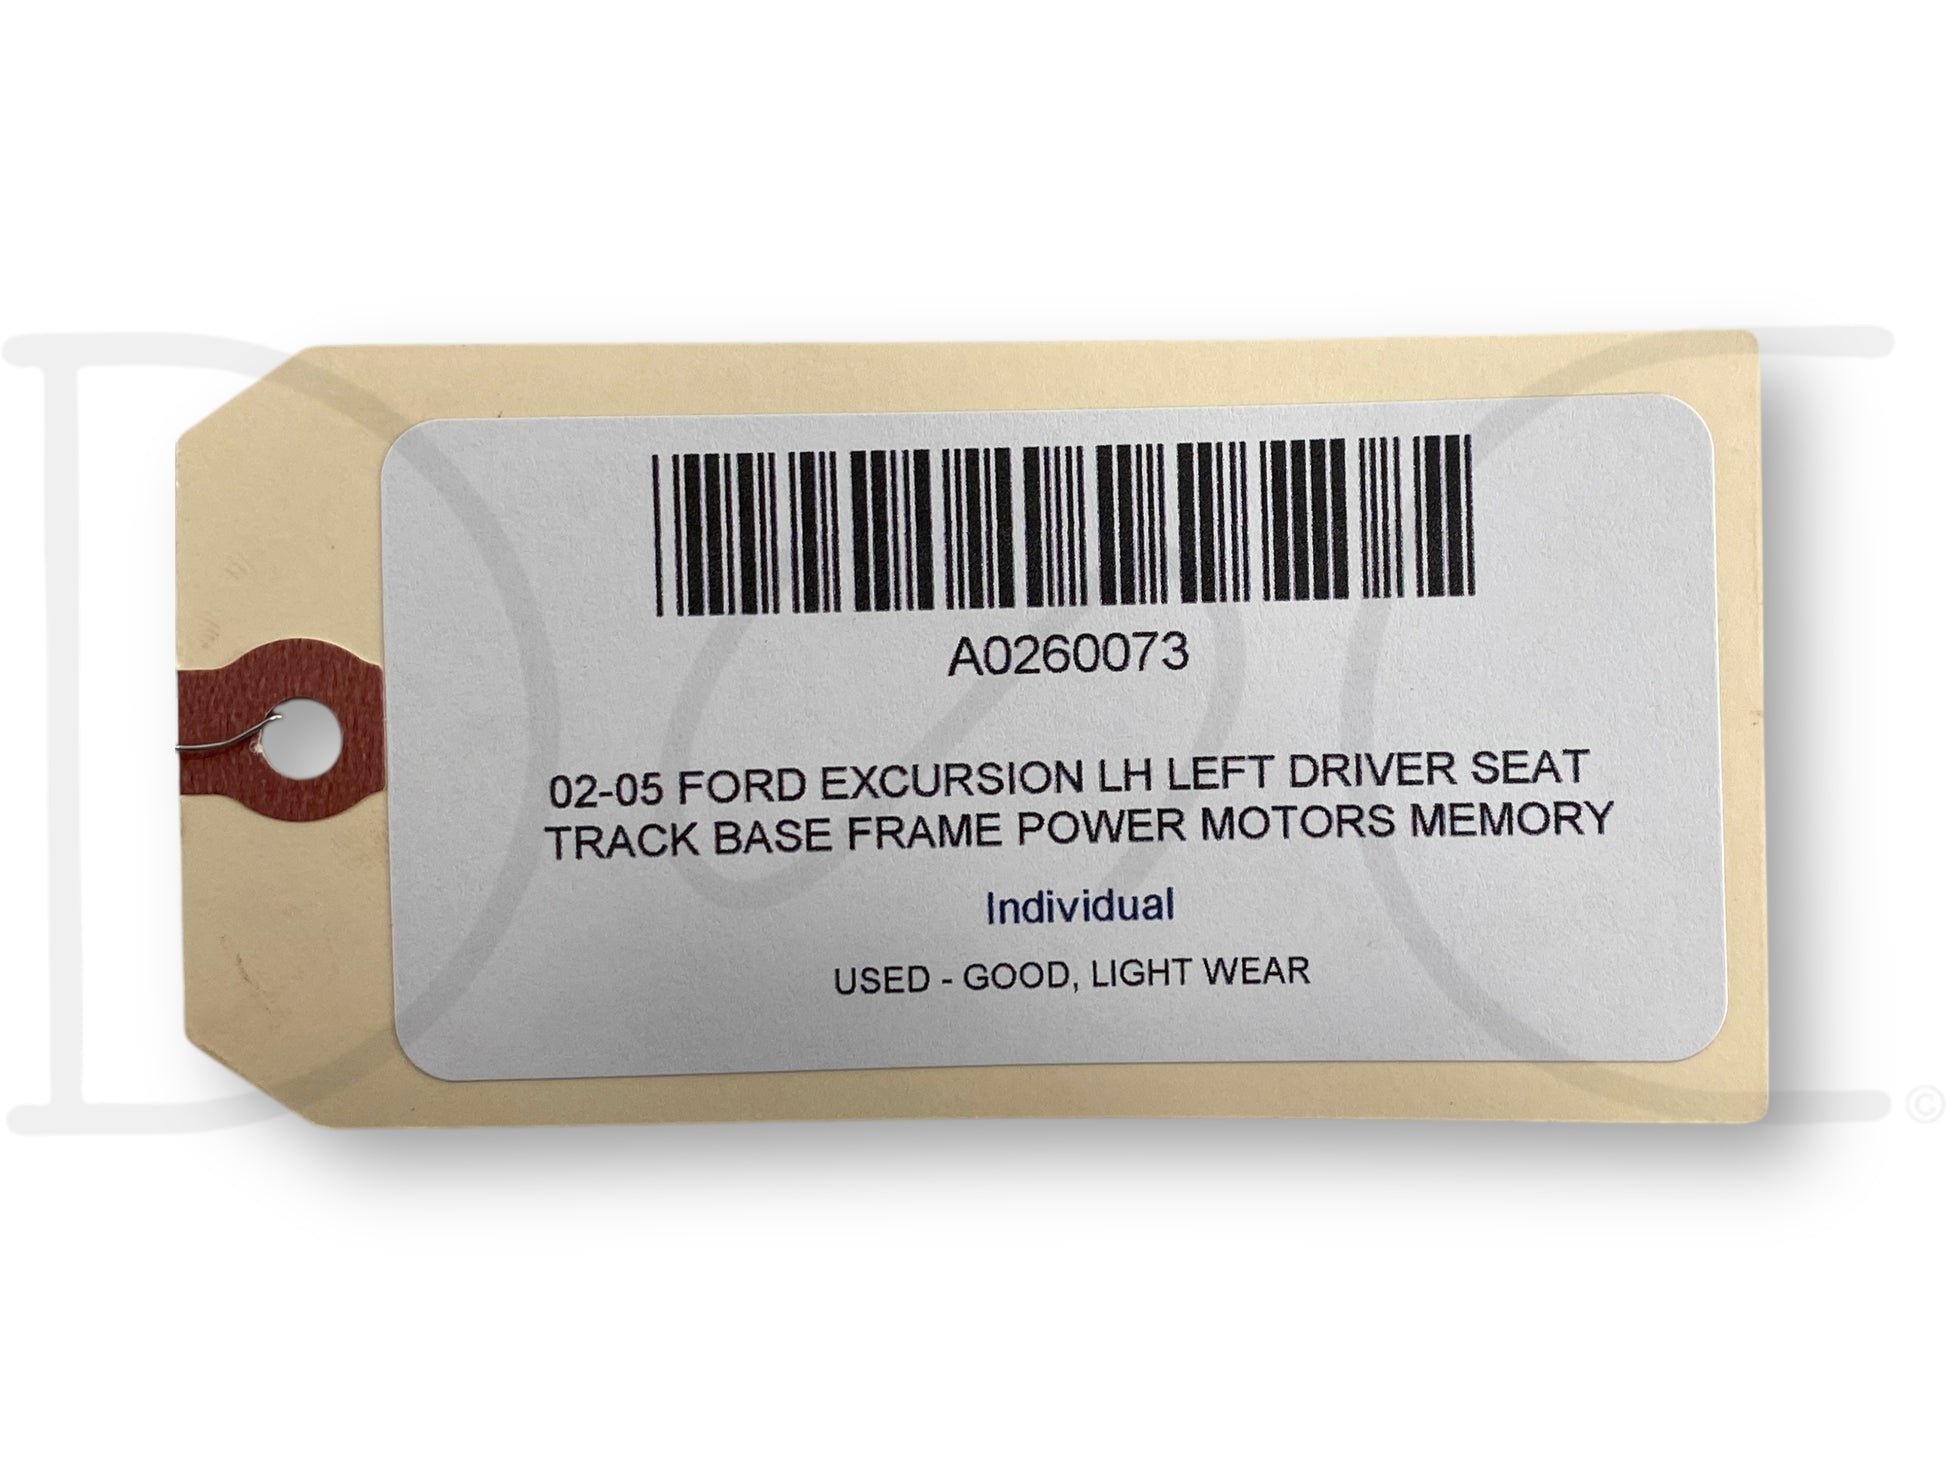 A0260073
02-05 FORD EXCURSION LH LEFT DRIVER SEAT
TRACK BASE FRAME POWER MOTORS MEMORY
Individual
USED - GOOD, LIGHT WEAR
©